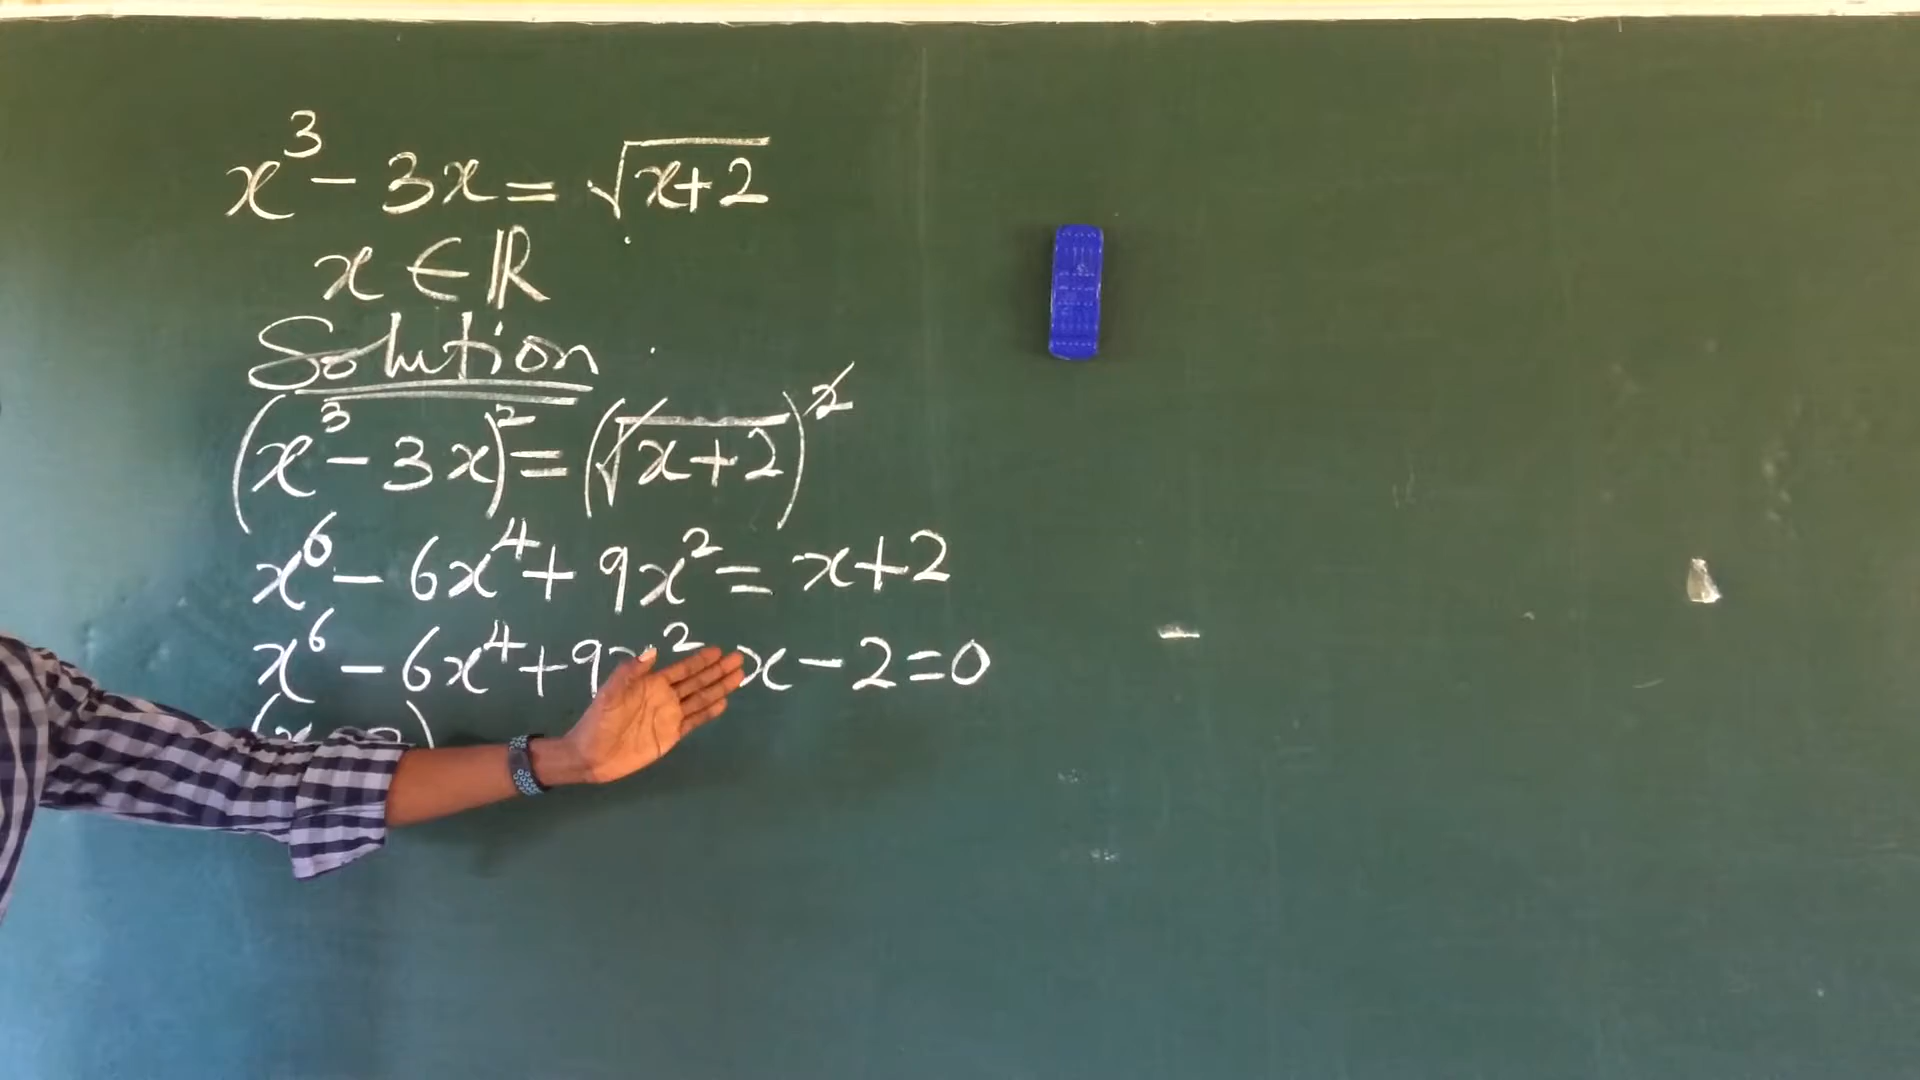 x³ - 3x = √(x+2)
x ∈ ℝ
Solution
(x³ - 3x)² = (√(x+2))²
x⁶ - 6x⁴ + 9x² = x+2
x⁶ - 6x⁴ + 9x² x - 2 = 0